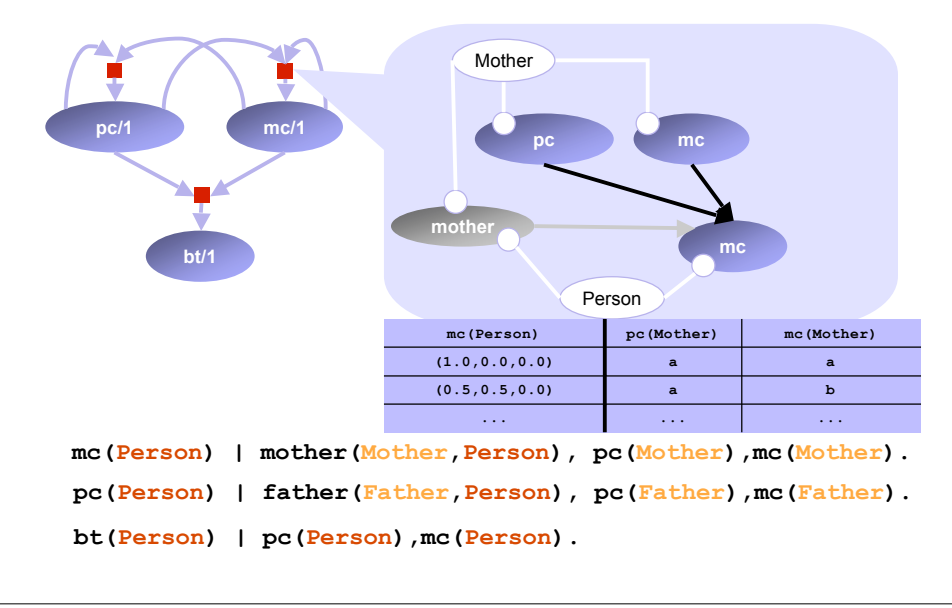 Mother
pc/1
mc/1
pc
mc
mother
bt/1
mc
Person
mc(Person) pc(Mother) mc(Mother)
(1.0,0.0,0.0) a a
(0.5,0.5,0.0) a b
... ... ...
mc(Person) | mother(Mother,Person), pc(Mother),mc(Mother).
pc(Person) | father(Father,Person), pc(Father),mc(Father).
bt(Person) | pc(Person),mc(Person).